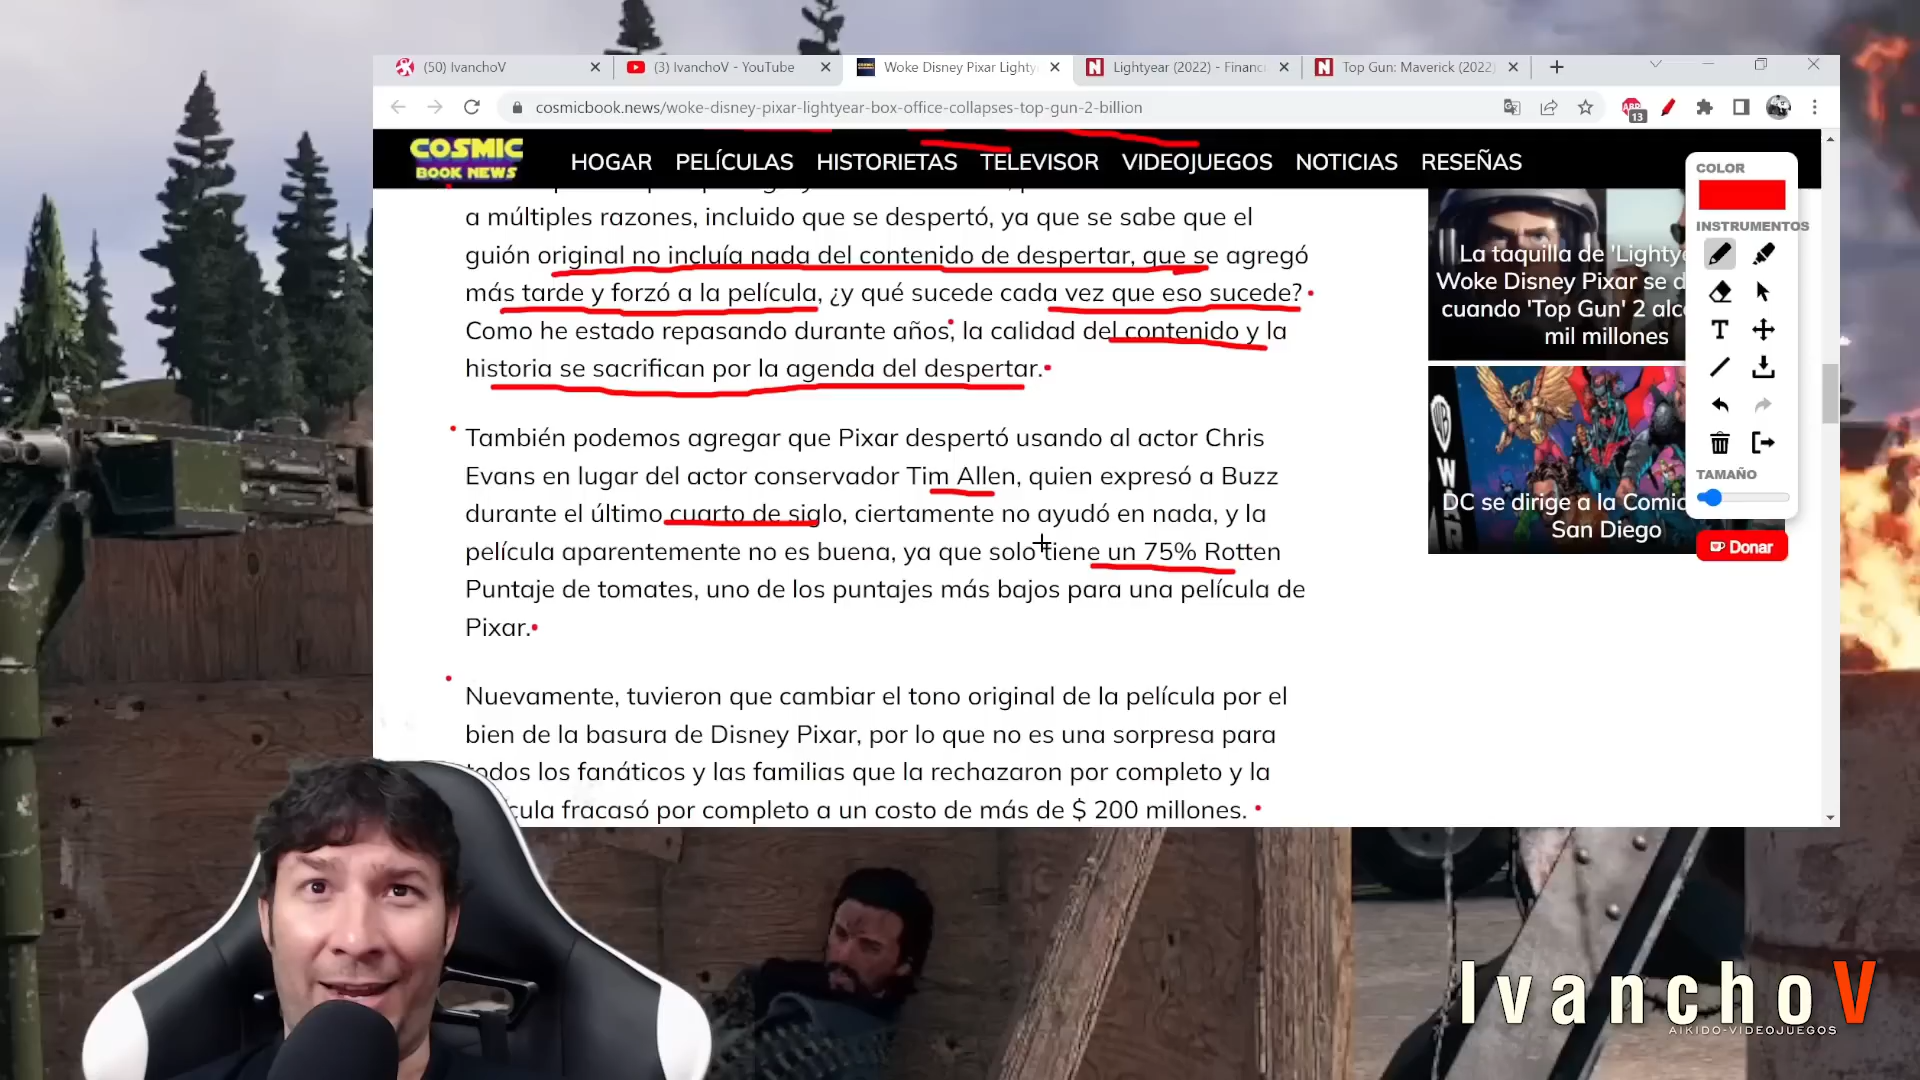 (50) IvanchoV
(3) IvanchoV - YouTube
Woke Disney Pixar Lighty
Lightyear (2022) - Financ
Top Gun: Maverick (2022)
cosmicbook.news/woke-disney-pixar-lightyear-box-office-collapses-top-gun-2-billion
13
COSMIC
BOOK NEWS
HOGAR PELÍCULAS HISTORIETAS TELEVISOR VIDEOJUEGOS NOTICIAS RESEÑAS
a múltiples razones, incluido que se despertó, ya que se sabe que el
guión original no incluía nada del contenido de despertar, que se agregó
más tarde y forzó a la película, ¿y qué sucede cada vez que eso sucede?
Como he estado repasando durante años, la calidad del contenido y la
historia se sacrifican por la agenda del despertar.
También podemos agregar que Pixar despertó usando al actor Chris
Evans en lugar del actor conservador Tim Allen, quien expresó a Buzz
durante el último cuarto de siglo, ciertamente no ayudó en nada, y la
película aparentemente no es buena, ya que solo tiene un 75% Rotten
Puntaje de tomates, uno de los puntajes más bajos para una película de
Pixar.
Nuevamente, tuvieron que cambiar el tono original de la película por el
bien de la basura de Disney Pixar, por lo que no es una sorpresa para
todos los fanáticos y las familias que la rechazaron por completo y la
cula fracasó por completo a un costo de más de $ 200 millones.
La taquilla de 'Lightye
Woke Disney Pixar se d
cuando 'Top Gun' 2 alc
mil millones
DC se dirige a la Comic
San Diego
COLOR
INSTRUMENTOS
T
TAMAÑO
Donar
IvanchoV
AIKIDO-VIDEOJUEGOS